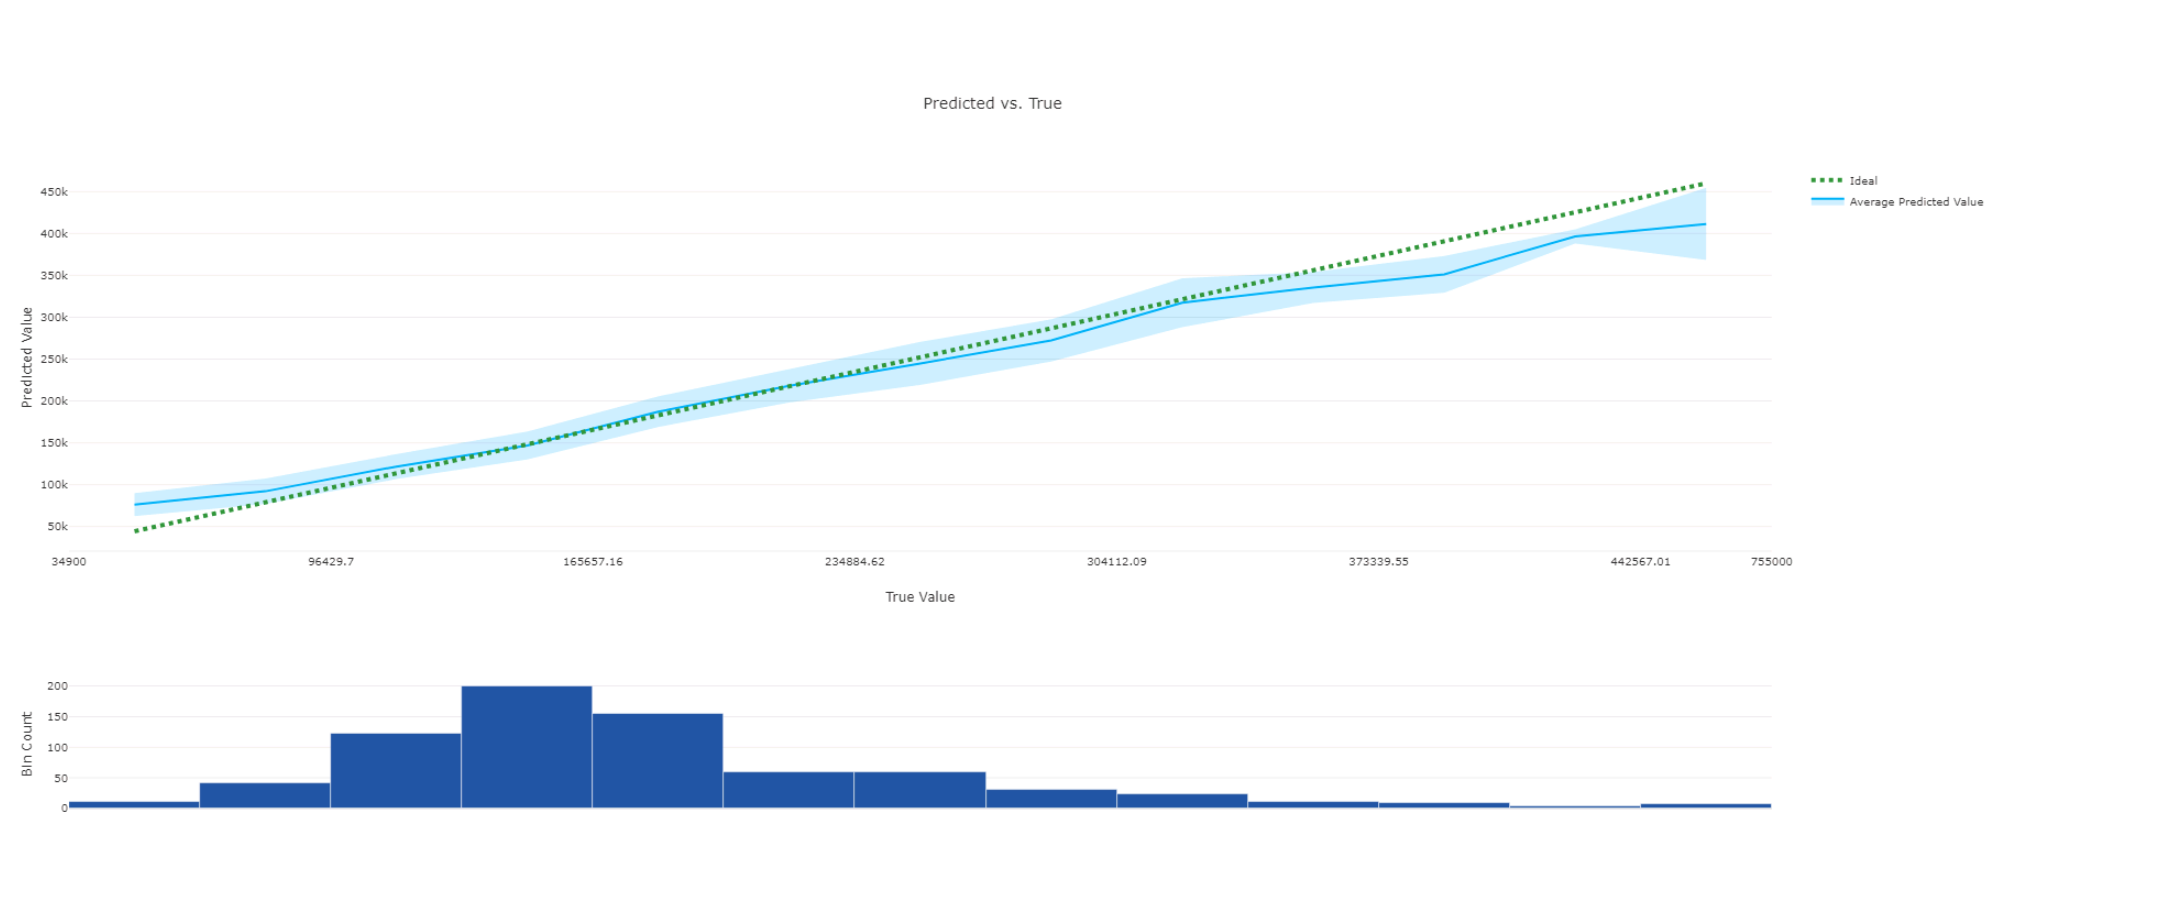 Predicted vs. True
Ideal
Average Predicted Value
Predicted Value
450k
400k
350k
300k
250k
200k
150k
100k
50k
34900 96429.7 165657.16 234884.62 304112.09 373339.55 442567.01 755000
True Value
Bin Count
200
150
100
50
0